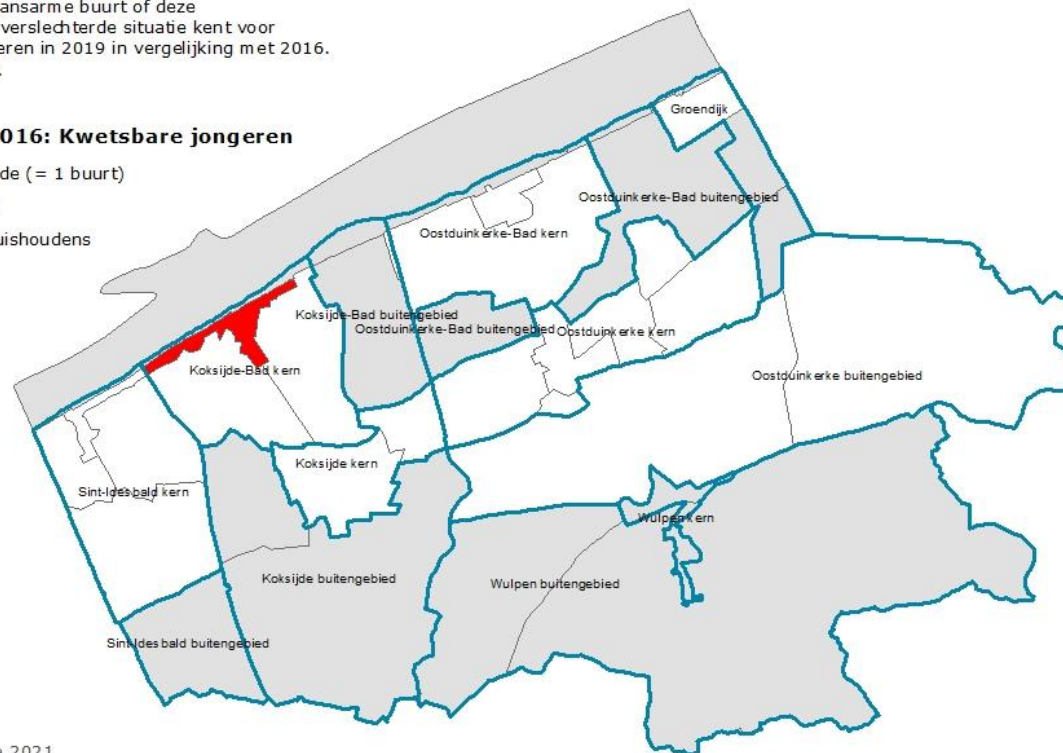 ansarme buurt of deze
verslechterde situatie kent voor
eren in 2019 in vergelijking met 2016.
016: Kwetsbare jongeren
de (= 1 buurt)
uishoudens
Groendijk
Oostduinkerke-Bad buitengebied
Oostduinkerke-Bad kern
Koksijde-Bad buitengebied
Oostduinkerke-Bad buitengebied
Oostduinkerke kern
Koksijde-Bad kern
Oostduinkerke buitengebied
Koksijde kern
Sint-Idesbald kern
Wulpen kern
Koksijde buitengebied
Wulpen buitengebied
Sint-Idesbald buitengebied
2021